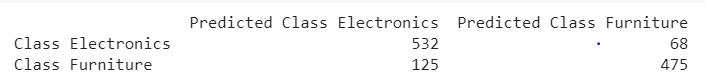 Predicted Class Electronics Predicted Class Furniture
Class Electronics 532 68
Class Furniture 125 475